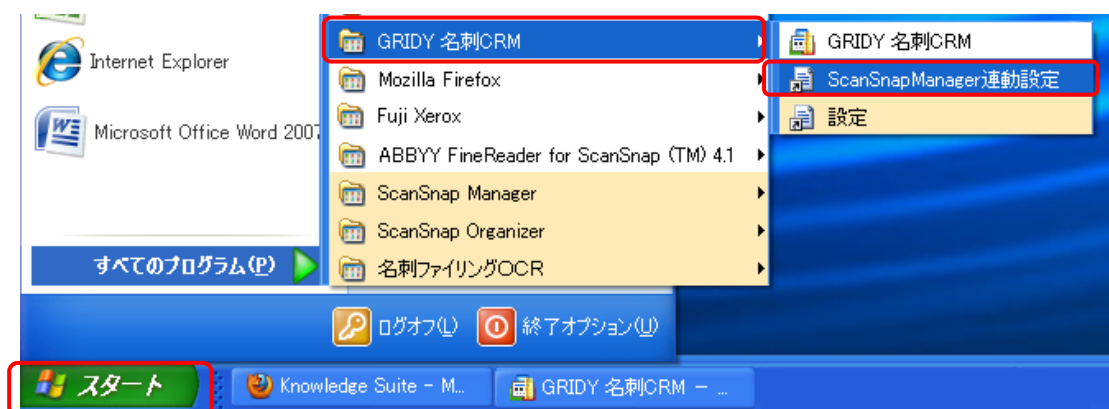 Internet Explorer
Microsoft Office Word 2007
すべてのプログラム(P)
GRIDY 名刺CRM
Mozilla Firefox
Fuji Xerox
ABBYY FineReader for ScanSnap (TM) 4.1
ScanSnap Manager
ScanSnap Organizer
名刺ファイリングOCR
GRIDY 名刺CRM
ScanSnapManager連動設定
設定
ログオフ(L)
終了オプション(U)
スタート
Knowledge Suite - M...
GRIDY 名刺CRM - ...